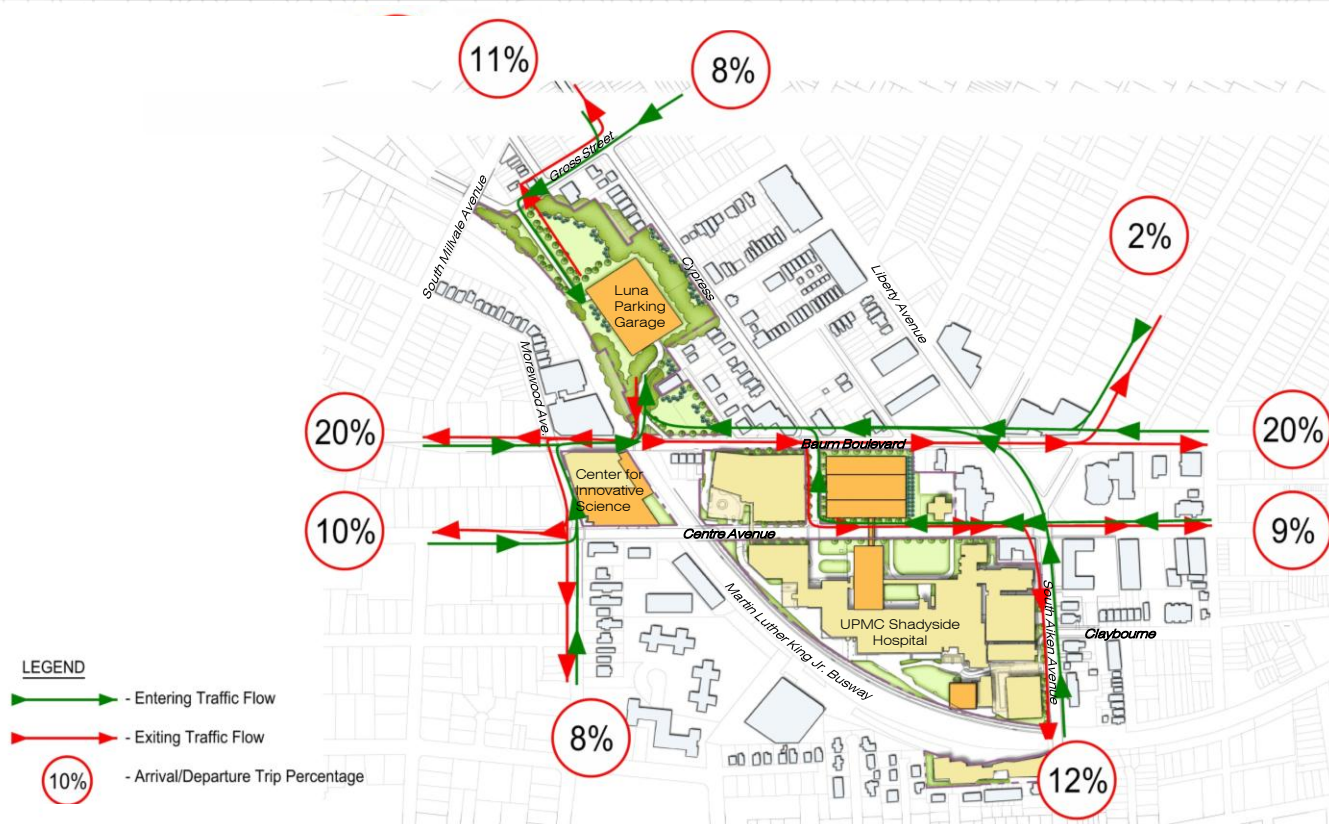 11%
8%
Gross Street
South Millvale Avenue
2%
Cypress
Liberty Avenue
Luna
Parking
Garage
Morewood Ave.
20%
20%
Baum Boulevard
Center for
Innovative
Science
10%
9%
Centre Avenue
Martin Luther King Jr. Busway
UPMC Shadyside
Hospital
South Aiken Avenue
Claybourne
8%
12%
LEGEND
- Entering Traffic Flow
- Exiting Traffic Flow
10% - Arrival/Departure Trip Percentage